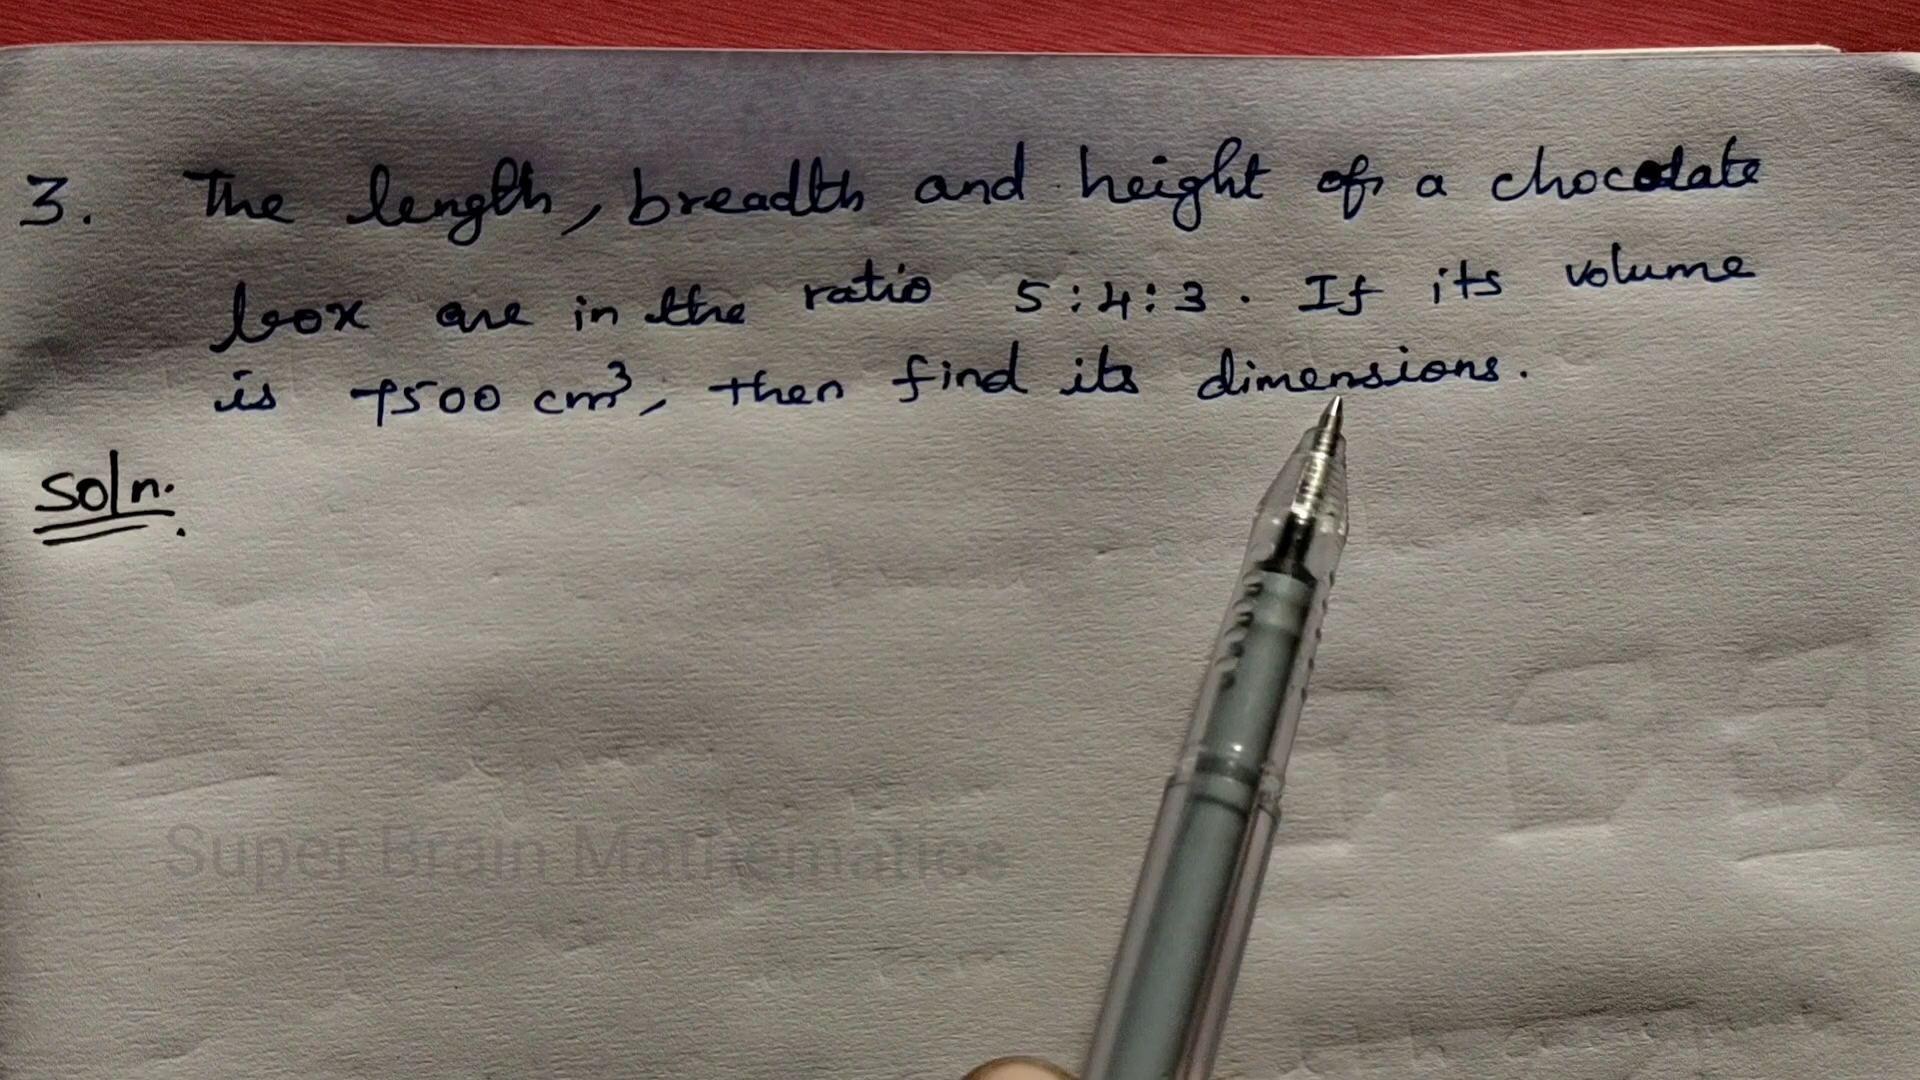 3. The length, breadth and height of a chocolate
box are in the ratio 5:4:3. If its volume
is 7500 cm³, then find its dimensions.
Soln.
Super Brain Mathematics